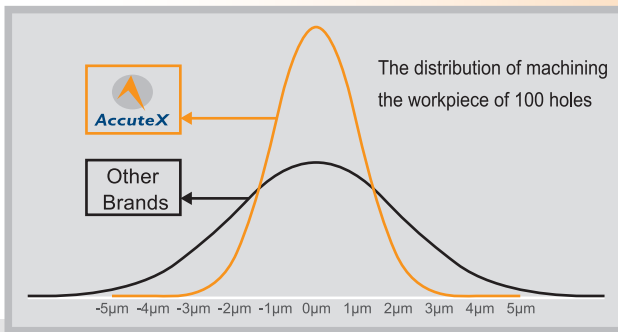 The distribution of machining
the workpiece of 100 holes
AccuteX
Other
Brands
-5µm -4µm -3µm -2µm -1µm 0µm 1µm 2µm 3µm 4µm 5µm